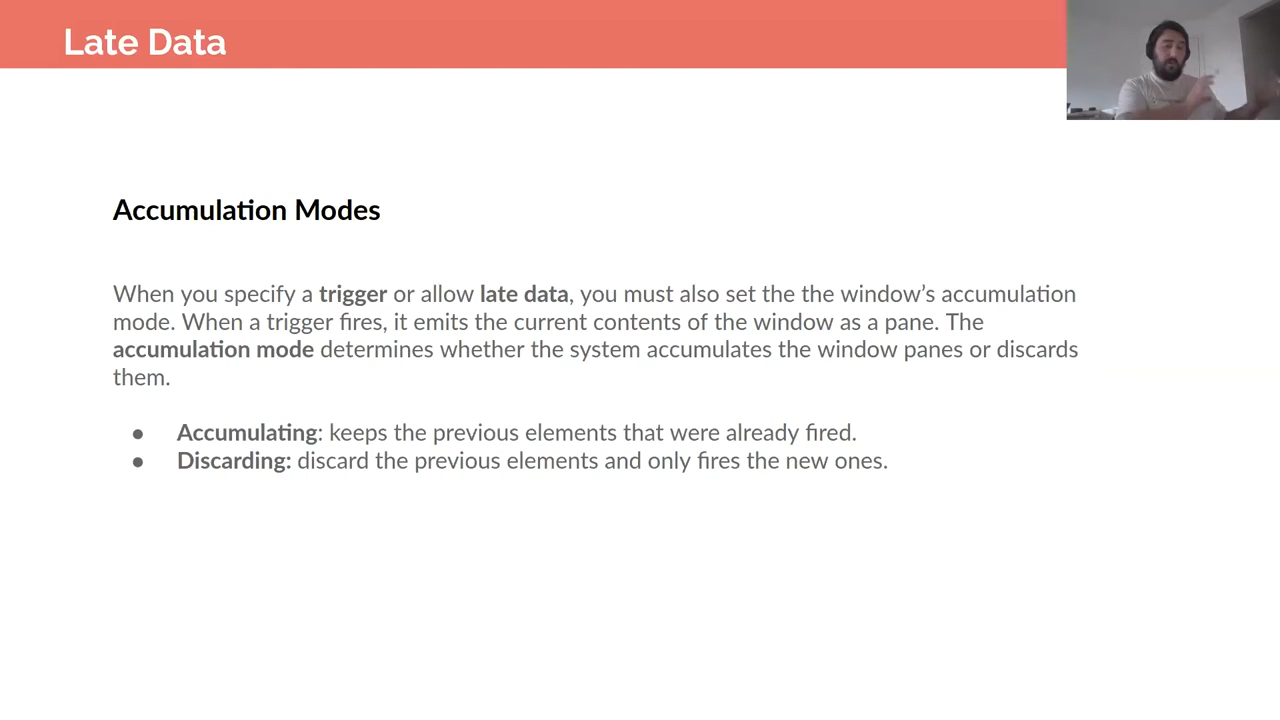 Late Data
Accumulation Modes
When you specify a trigger or allow late data, you must also set the the window’s accumulation
mode. When a trigger fires, it emits the current contents of the window as a pane. The
accumulation mode determines whether the system accumulates the window panes or discards
them.
● Accumulating: keeps the previous elements that were already fired.
● Discarding: discard the previous elements and only fires the new ones.